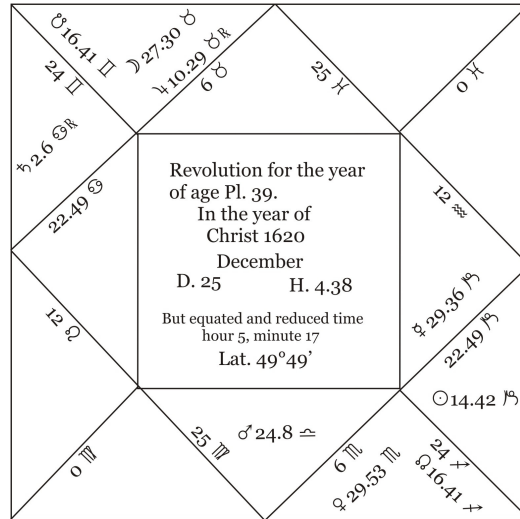 ☋16.41 ♊
☽27.30 ♉
♃10.29 ♉℞
6 ♉
24 ♊
25 ♓
0 ♓
♄2.6 ♋℞
22.49 ♋
12 ♒
Revolution for the year
of age Pl. 39.
In the year of
Christ 1620
December
D. 25 H. 4.38
But equated and reduced time
hour 5, minute 17
Lat. 49°49’
☿29.36 ♑
22.49 ♑
12 ♌
☉14.42 ♑
♂24.8 ♎
0 ♍
25 ♍
6 ♏
♀29.53 ♏
24 ♐
☊16.41 ♐